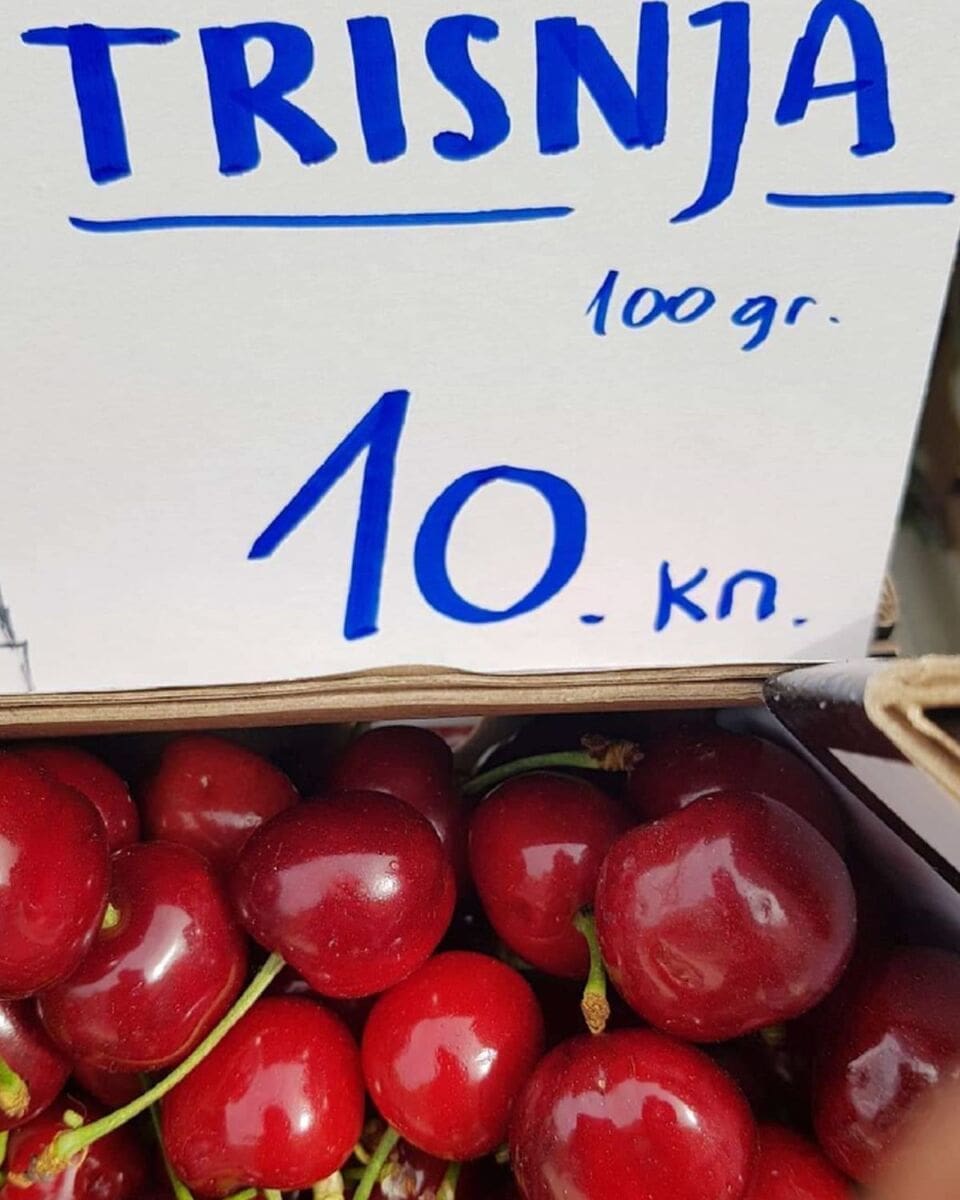 TRISNJA
100 gr.
10. kn.